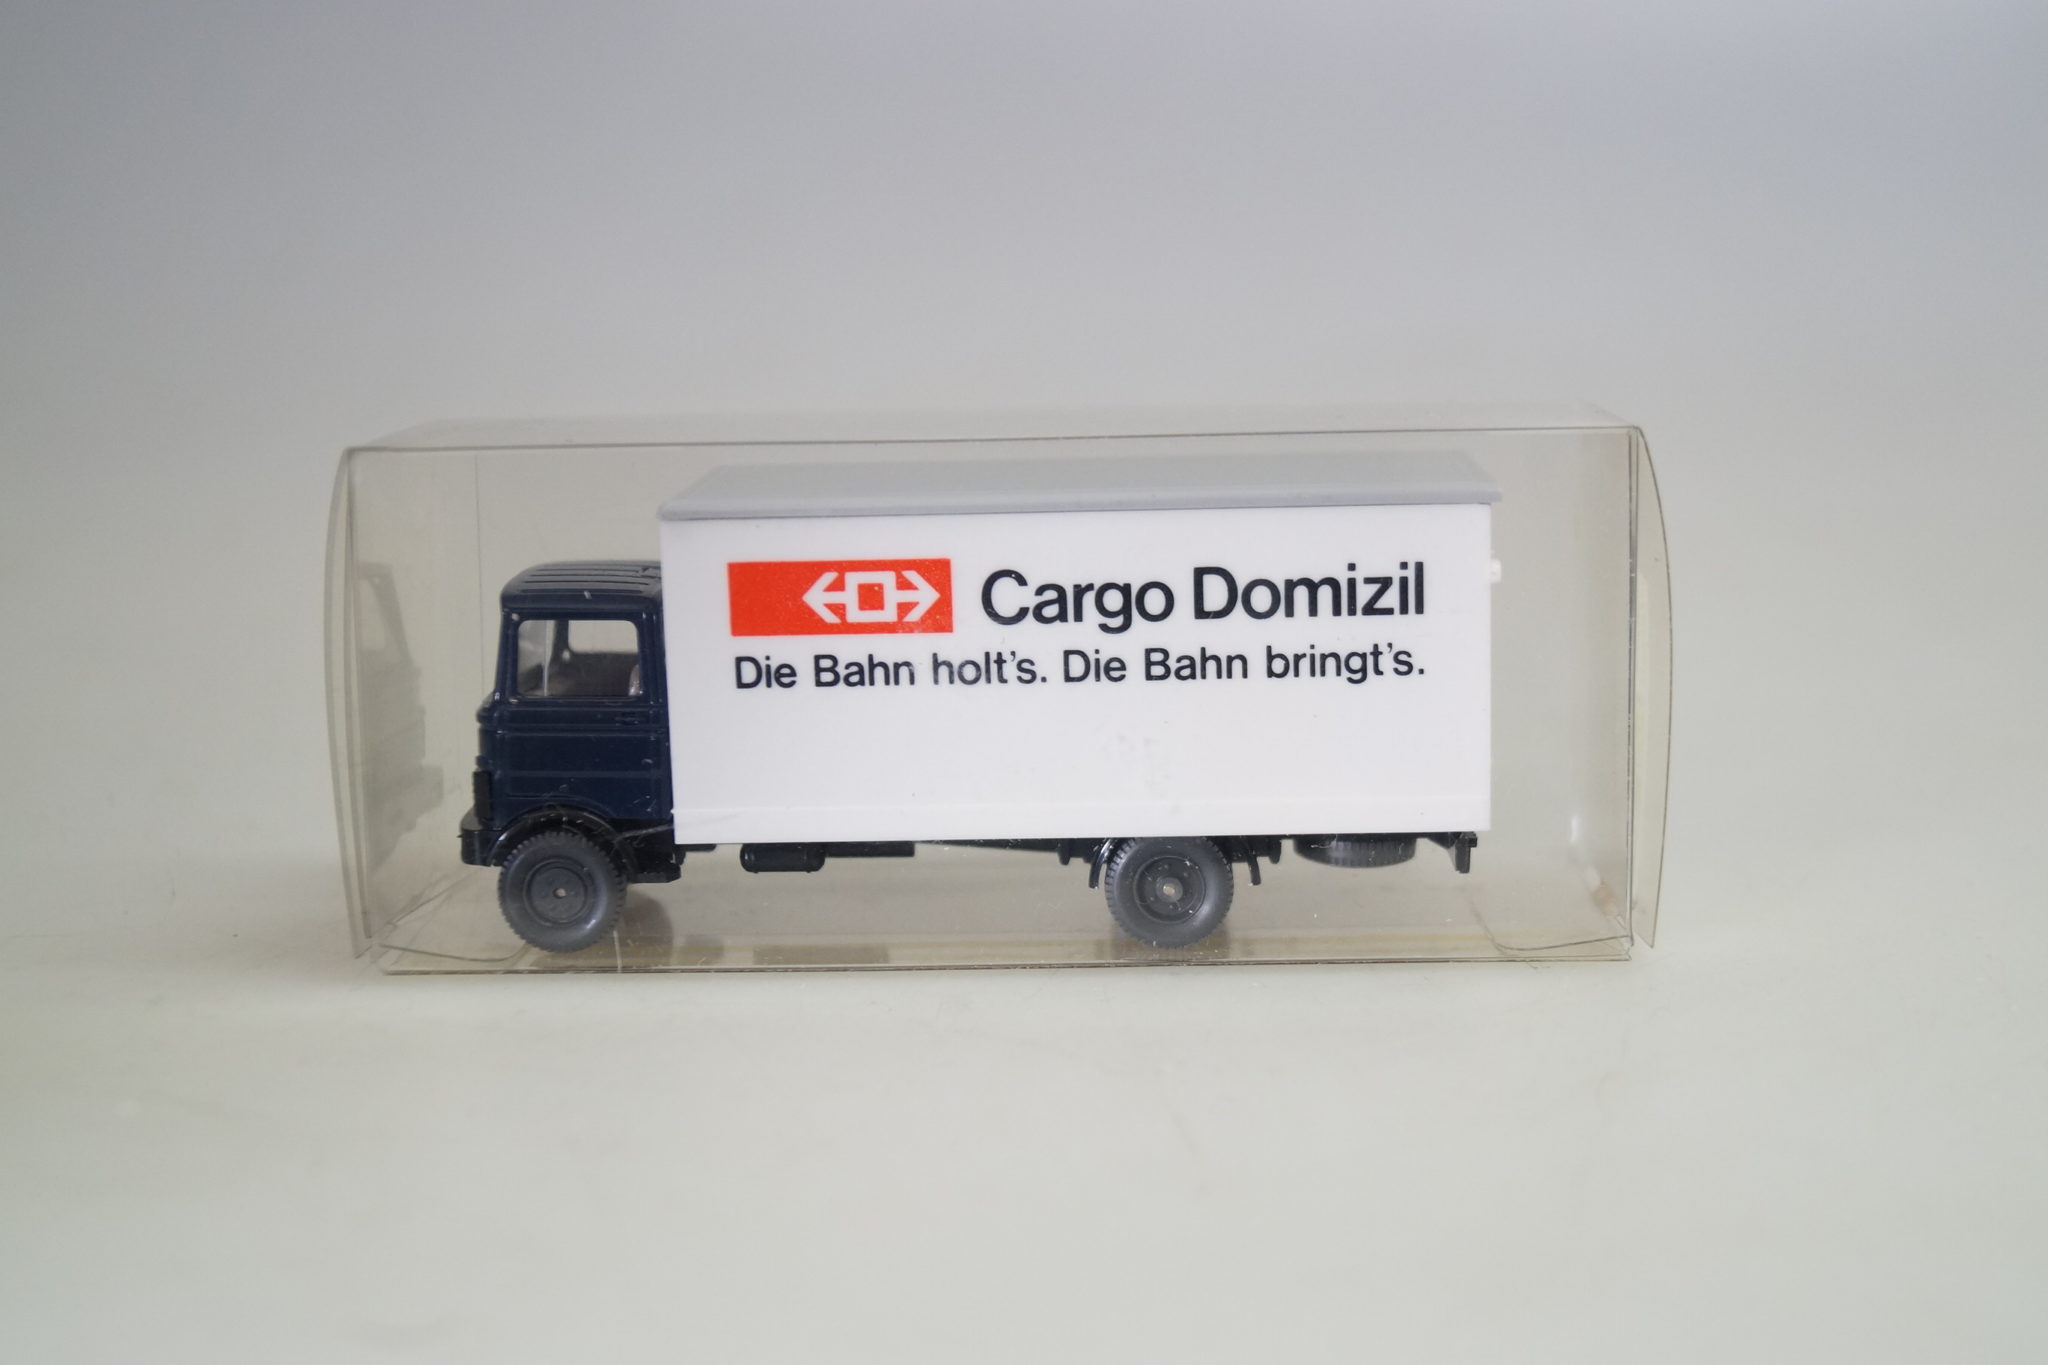 Cargo Domizil
Die Bahn holt's. Die Bahn bringt's.